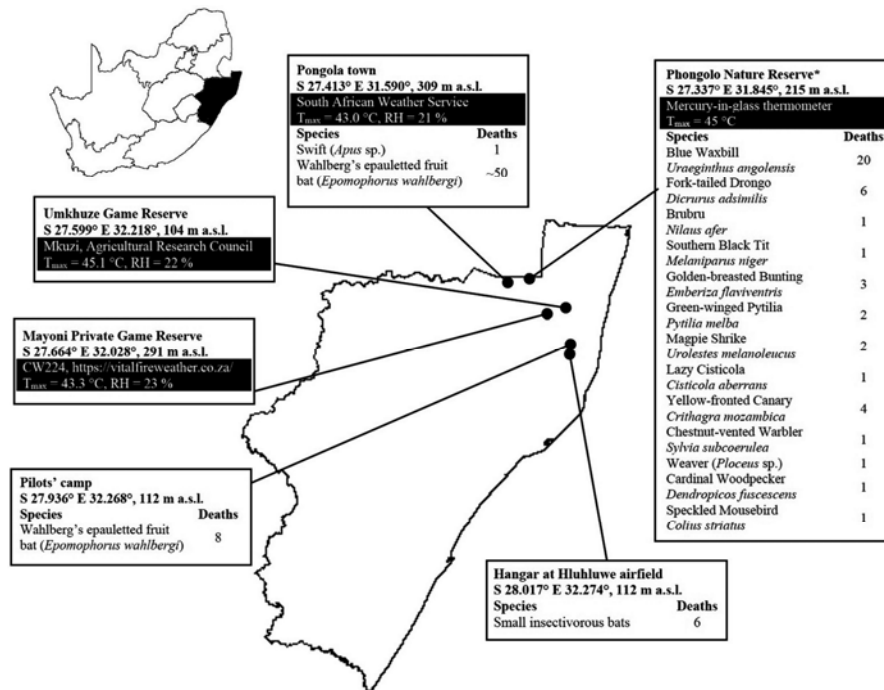 Pongola town
S 27.413° E 31.590°, 309 m a.s.l.
South African Weather Service
Tmax = 43.0 °C, RH = 21 %
Species Deaths
Swift (Apus sp.) 1
Wahlberg's epauletted fruit
bat (Epomophorus wahlbergi) ~50
Phongolo Nature Reserve*
S 27.337° E 31.845°, 215 m a.s.l.
Mercury-in-glass thermometer
Tmax = 45 °C
Species Deaths
Blue Waxbill
Uraeginthus angolensis 20
Fork-tailed Drongo
Dicrurus adsimilis 6
Brubru
Nilaus afer 1
Southern Black Tit
Melaniparus niger 1
Golden-breasted Bunting
Emberiza flaviventris 3
Green-winged Pytilia
Pytilia melba 2
Magpie Shrike
Urolestes melanoleucus 2
Lazy Cisticola
Cisticola aberrans 1
Yellow-fronted Canary
Crithagra mozambica 4
Chestnut-vented Warbler
Sylvia subcoerulea 1
Weaver (Ploceus sp.) 1
Cardinal Woodpecker
Dendropicos fuscescens 1
Speckled Mousebird
Colius striatus 1
Umkhuze Game Reserve
S 27.599° E 32.218°, 104 m a.s.l.
Mkuzi, Agricultural Research Council
Tmax = 45.1 °C, RH = 22 %
Mayoni Private Game Reserve
S 27.664° E 32.028°, 291 m a.s.l.
CW224, https://vitalfireweather.co.za/
Tmax = 43.3 °C, RH = 23 %
Pilots' camp
S 27.936° E 32.268°, 112 m a.s.l.
Species Deaths
Wahlberg's epauletted fruit
bat (Epomophorus wahlbergi) 8
Hangar at Hluhluwe airfield
S 28.017° E 32.274°, 112 m a.s.l.
Species Deaths
Small insectivorous bats 6